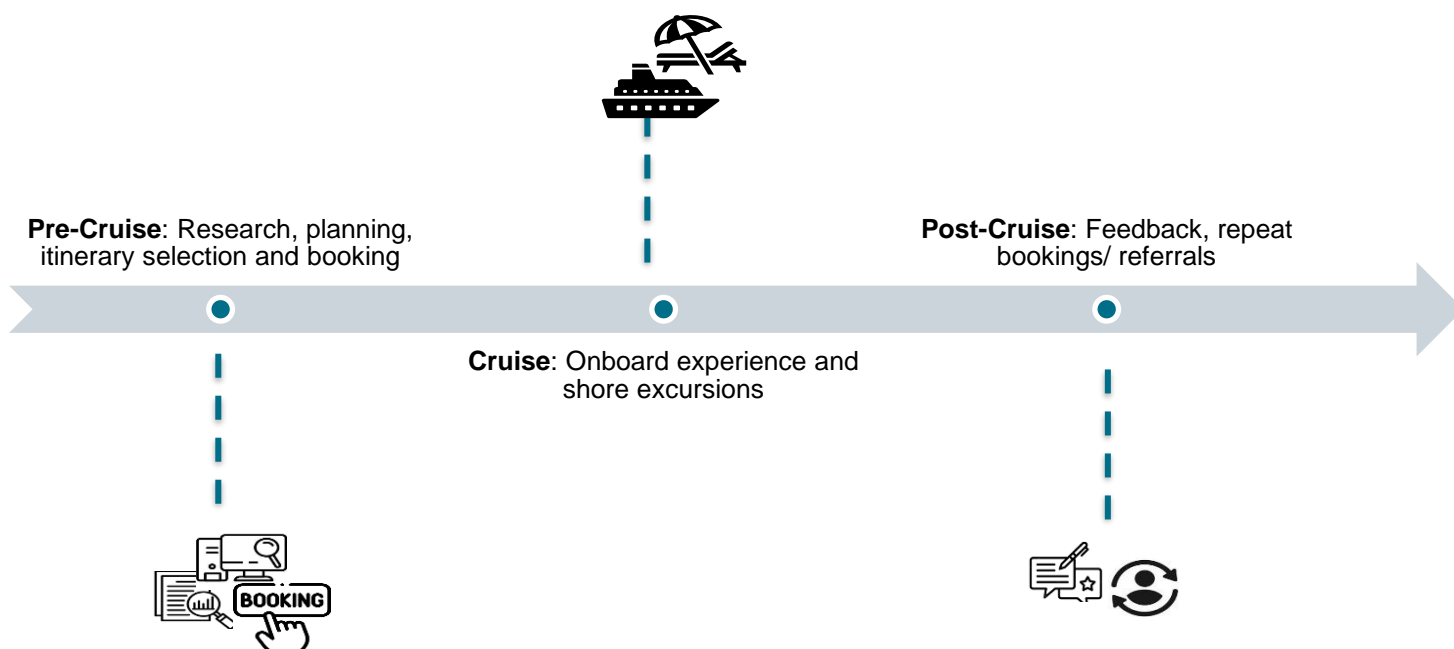 Pre-Cruise: Research, planning,
itinerary selection and booking
Cruise: Onboard experience and
shore excursions
Post-Cruise: Feedback, repeat
bookings/ referrals
BOOKING